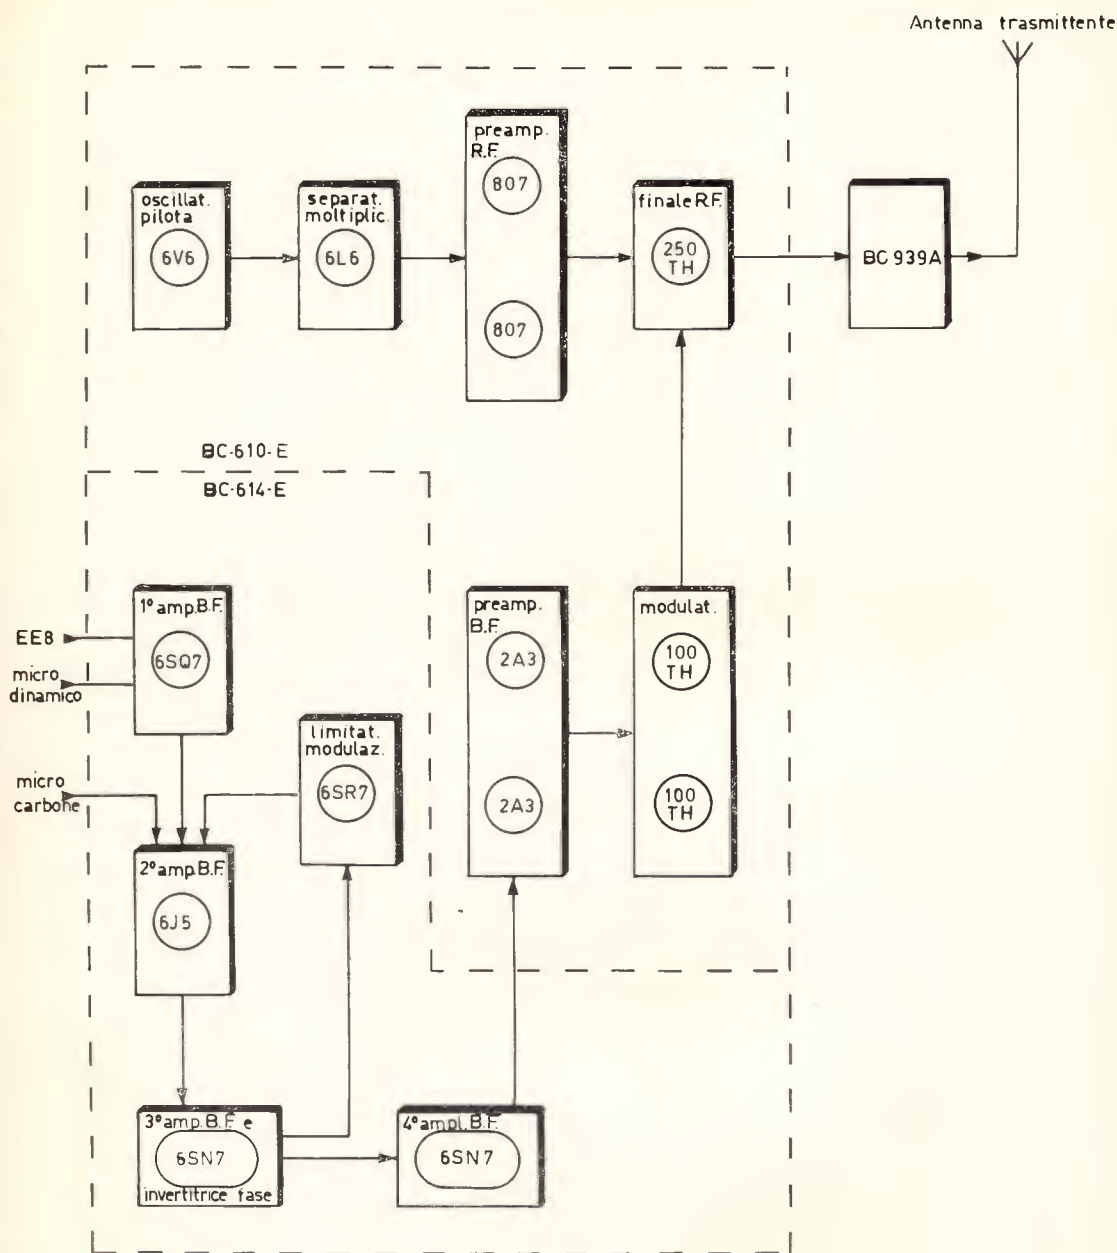 Antenna trasmittente
oscillat.
pilota
6V6
separat.
moltiplic.
6L6
preamp.
R.F.
807
807
finale R.F.
250
TH
BC 939A
BC-610-E
BC-614-E
1° amp. B.F.
6SQ7
EE8
micro
dinamico
limitat.
modulaz.
6SR7
micro
carbone
2° amp. B.F.
6J5
preamp.
B.F.
2A3
2A3
modulat.
100
TH
100
TH
3° amp. B.F. e
6SN7
invertitrice fase
4° ampl. B.F.
6SN7